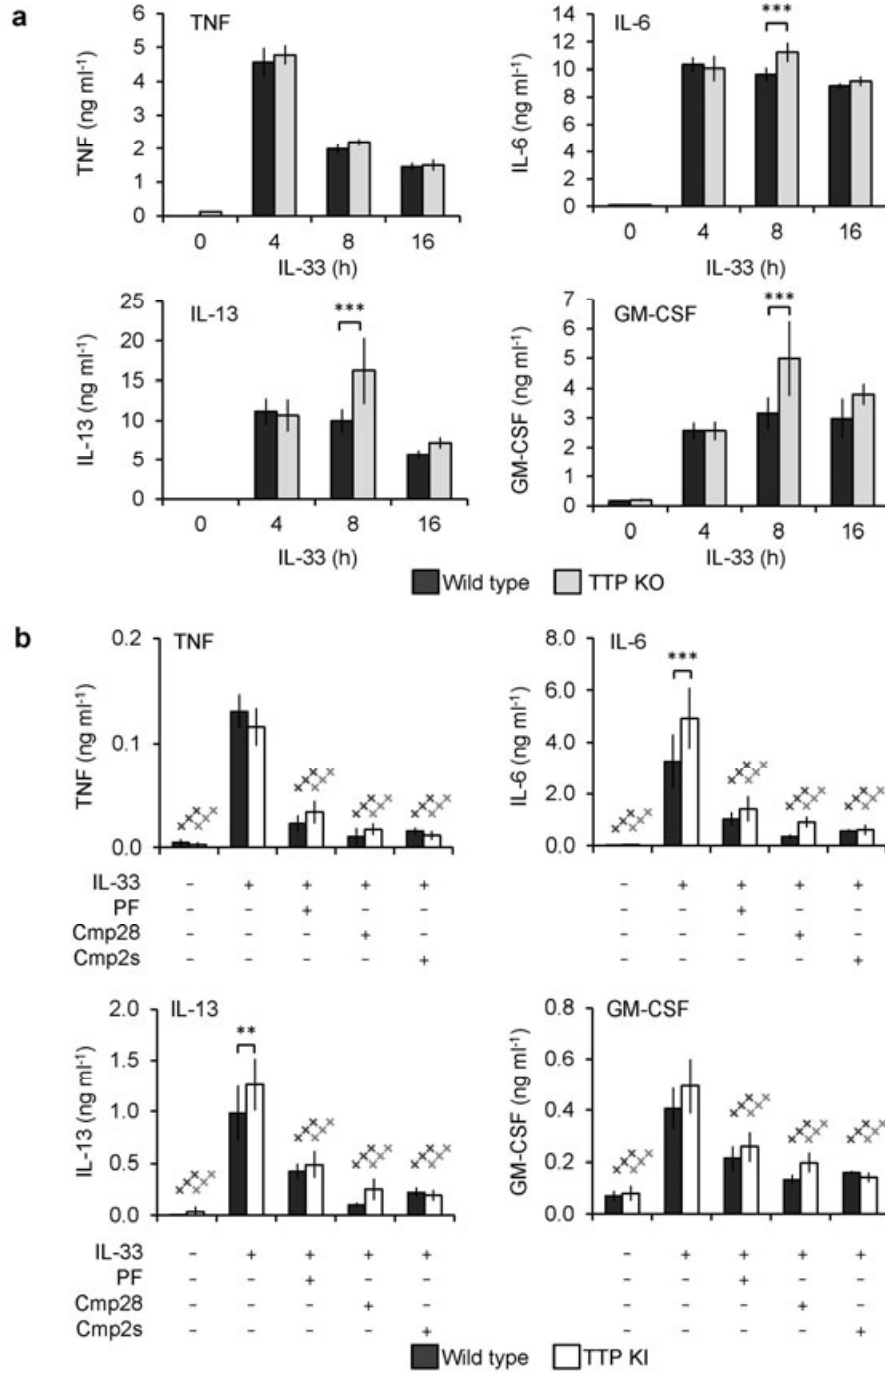 a
TNF
TNF (ng ml⁻¹)
6
5
4
3
2
1
0
0 4 8 16
IL-33 (h)
IL-6
***
IL-6 (ng ml⁻¹)
14
12
10
8
6
4
2
0
0 4 8 16
IL-33 (h)
IL-13
***
IL-13 (ng ml⁻¹)
25
20
15
10
5
0
0 4 8 16
IL-33 (h)
GM-CSF
***
GM-CSF (ng ml⁻¹)
7
6
5
4
3
2
1
0
0 4 8 16
IL-33 (h)
Wild type TTP KO
b
TNF
TNF (ng ml⁻¹)
0.2
0.1
0.0
×××
×××
×××
×××
×××
×××
×××
×××
IL-33 - + + + +
PF - - + - -
Cmp28 - - - + -
Cmp2s - - - - +
IL-6
***
IL-6 (ng ml⁻¹)
8.0
6.0
4.0
2.0
0.0
×××
×××
×××
×××
×××
×××
×××
×××
- + + + +
- - + - -
- - - + -
- - - - +
IL-13
**
IL-13 (ng ml⁻¹)
2.0
1.5
1.0
0.5
0.0
×××
×××
×××
×××
×××
×××
×××
×××
IL-33 - + + + +
PF - - + - -
Cmp28 - - - + -
Cmp2s - - - - +
GM-CSF
GM-CSF (ng ml⁻¹)
0.8
0.6
0.4
0.2
0.0
×××
×××
×××
×××
×××
×××
×××
×××
- + + + +
- - + - -
- - - + -
- - - - +
Wild type TTP KI